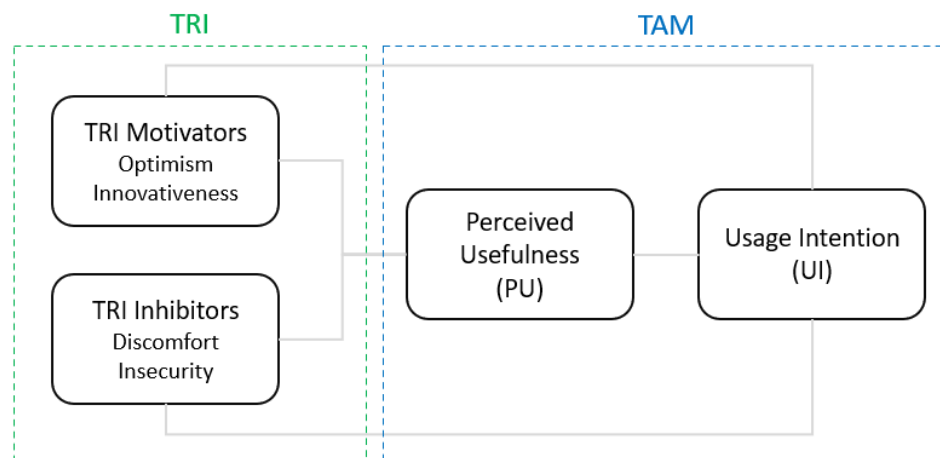 TRI
TAM
TRI Motivators
Optimism
Innovativeness
Perceived
Usefulness
(PU)
Usage Intention
(UI)
TRI Inhibitors
Discomfort
Insecurity